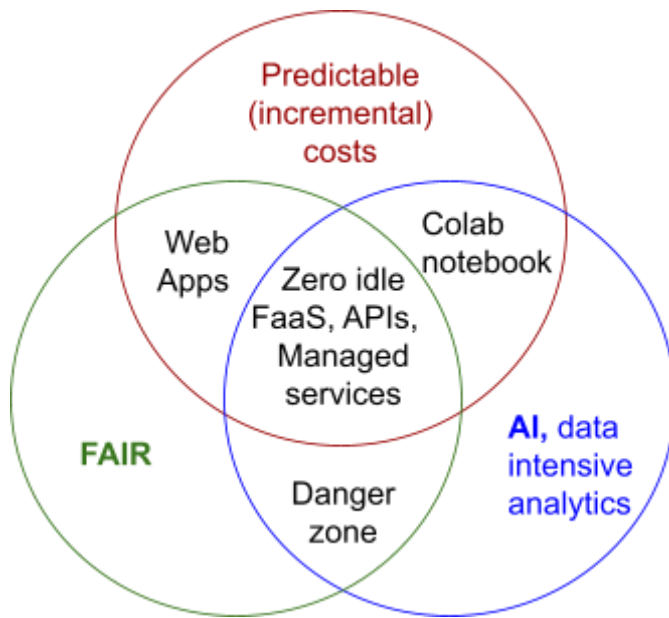 Predictable
(incremental)
costs
Web
Apps
Colab
notebook
Zero idle
FaaS, APIs,
Managed
services
FAIR
AI, data
intensive
analytics
Danger
zone